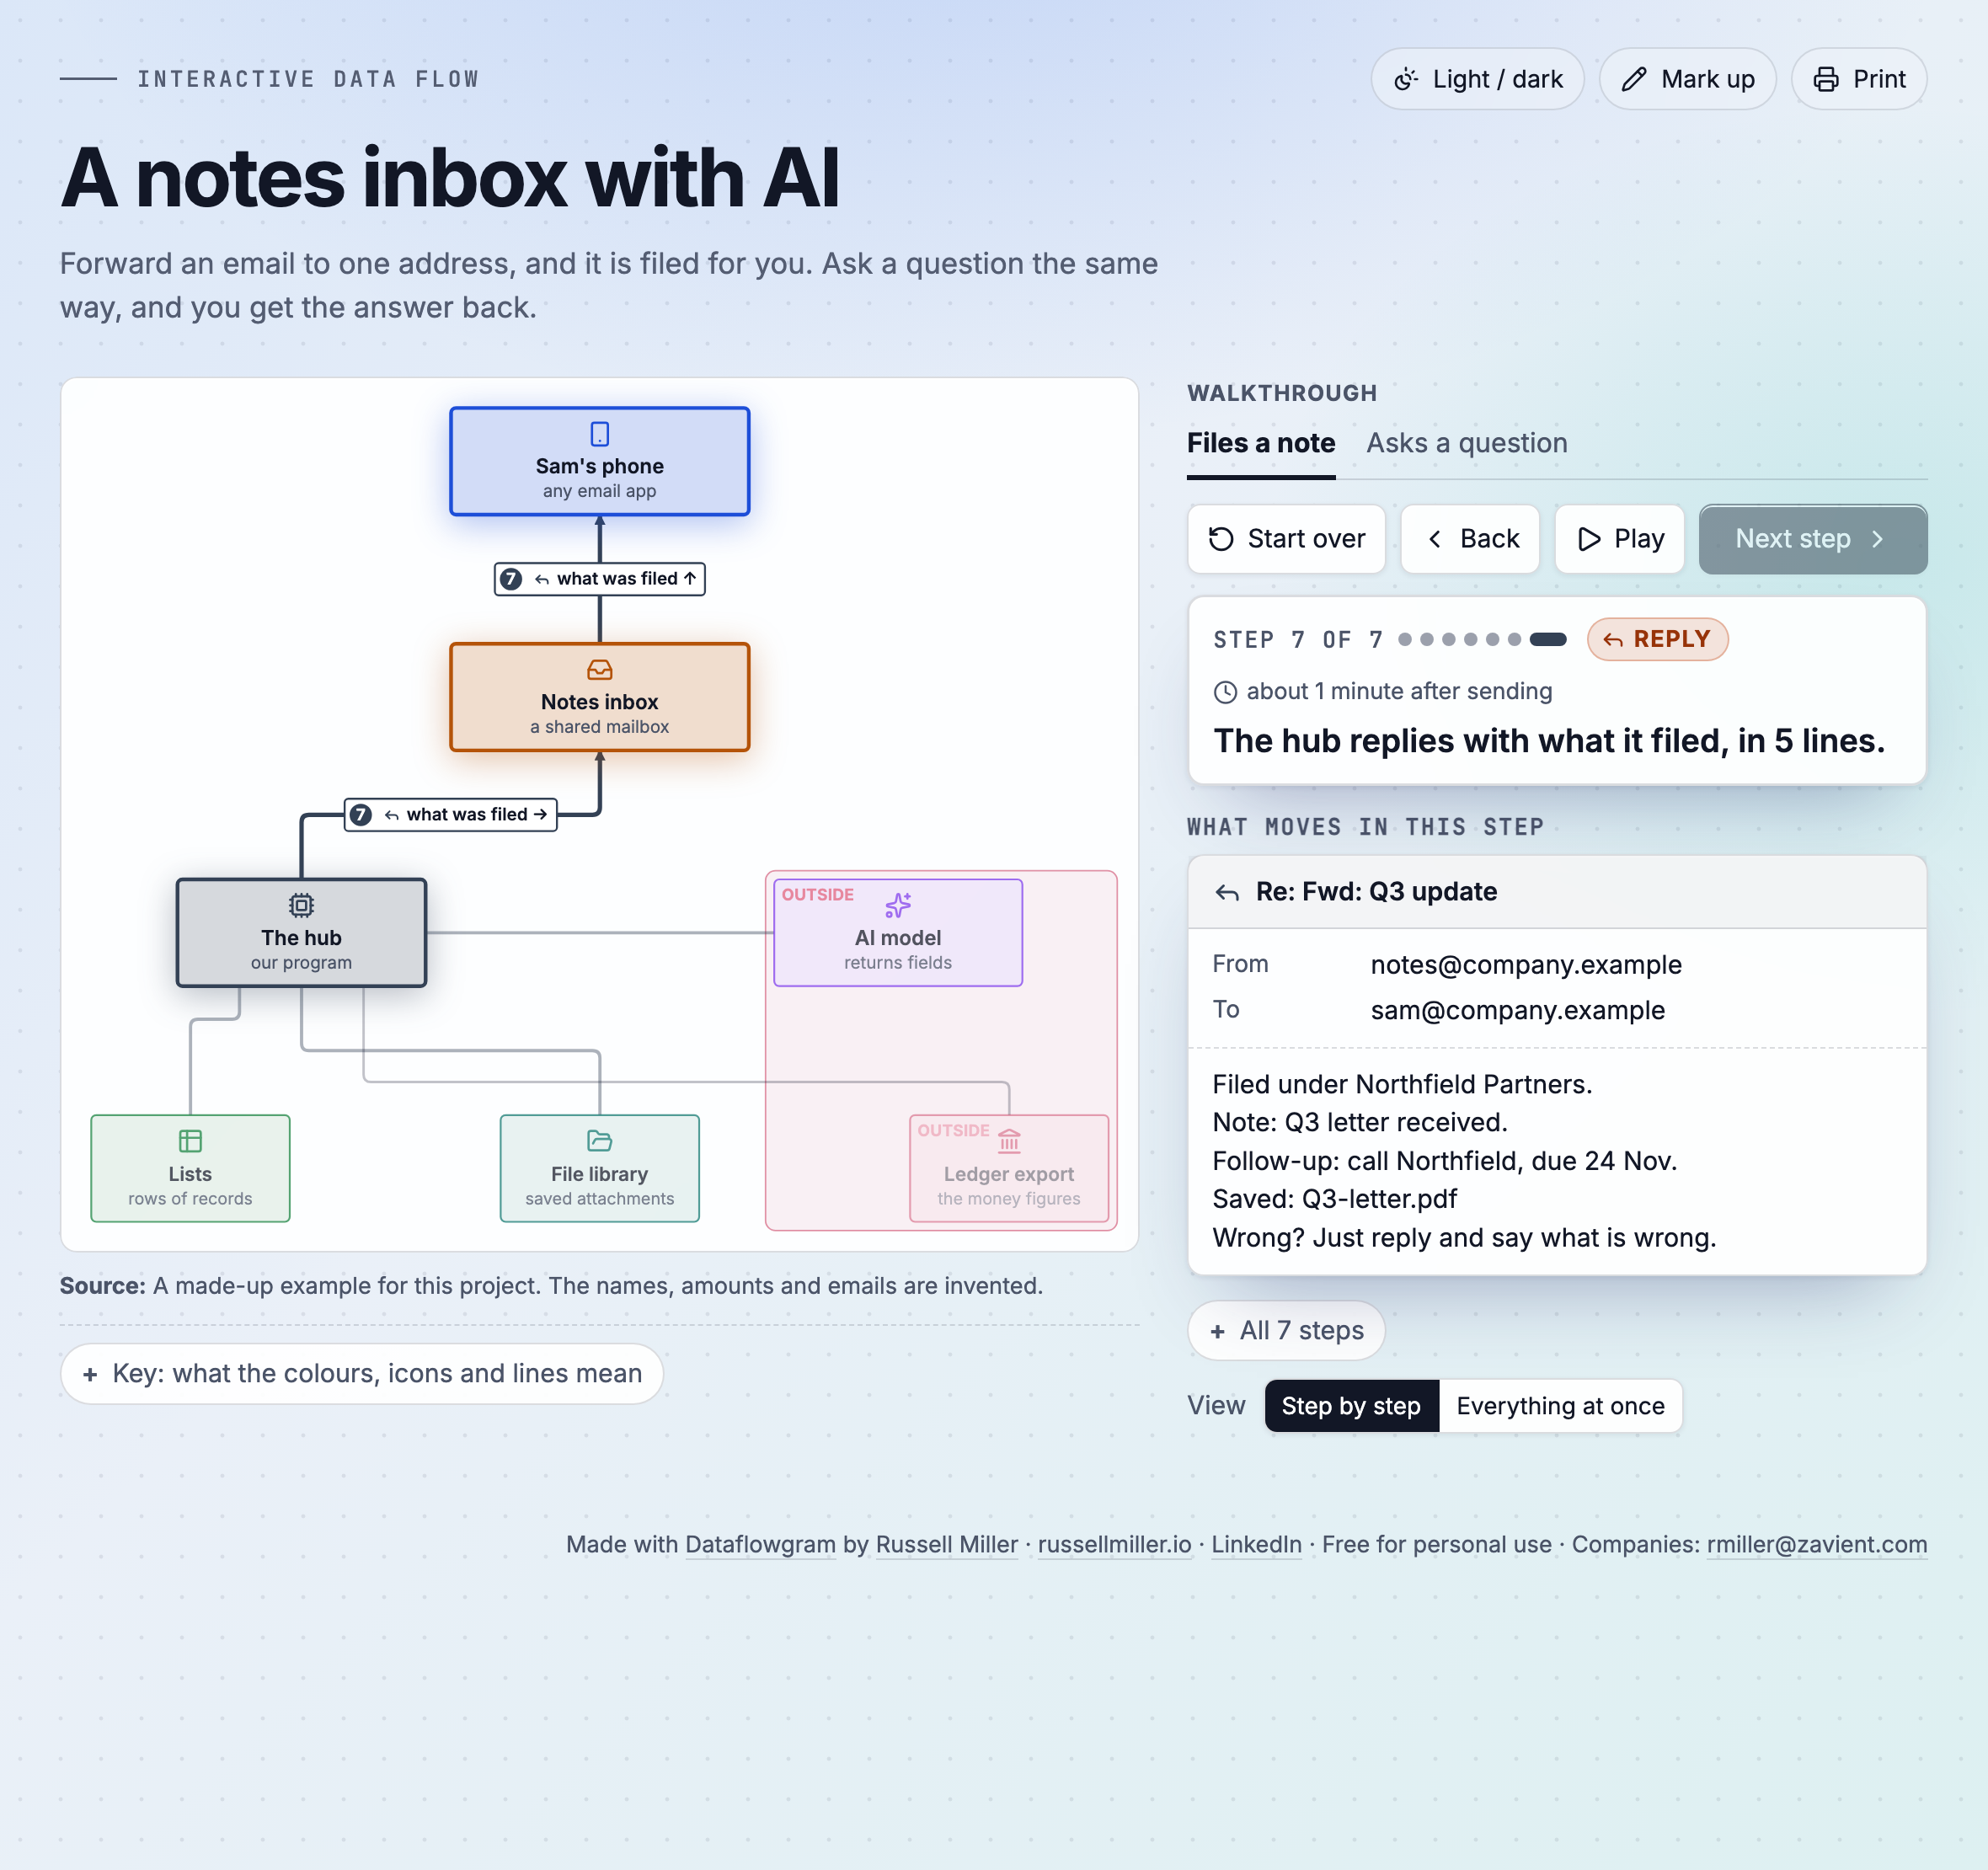 INTERACTIVE DATA FLOW
Light / dark
Mark up
Print
A notes inbox with AI
Forward an email to one address, and it is filed for you. Ask a question the same
way, and you get the answer back.
Sam's phone
any email app
7 what was filed ↑
Notes inbox
a shared mailbox
7 what was filed →
The hub
our program
OUTSIDE
AI model
returns fields
Lists
rows of records
File library
saved attachments
OUTSIDE
Ledger export
the money figures
Source: A made-up example for this project. The names, amounts and emails are invented.
+ Key: what the colours, icons and lines mean
WALKTHROUGH
Files a note
Asks a question
Start over
Back
Play
Next step
STEP 7 OF 7
REPLY
about 1 minute after sending
The hub replies with what it filed, in 5 lines.
WHAT MOVES IN THIS STEP
Re: Fwd: Q3 update
From notes@company.example
To sam@company.example
Filed under Northfield Partners.
Note: Q3 letter received.
Follow-up: call Northfield, due 24 Nov.
Saved: Q3-letter.pdf
Wrong? Just reply and say what is wrong.
+ All 7 steps
View
Step by step
Everything at once
Made with Dataflowgram by Russell Miller · russellmiller.io · LinkedIn · Free for personal use · Companies: rmiller@zavient.com